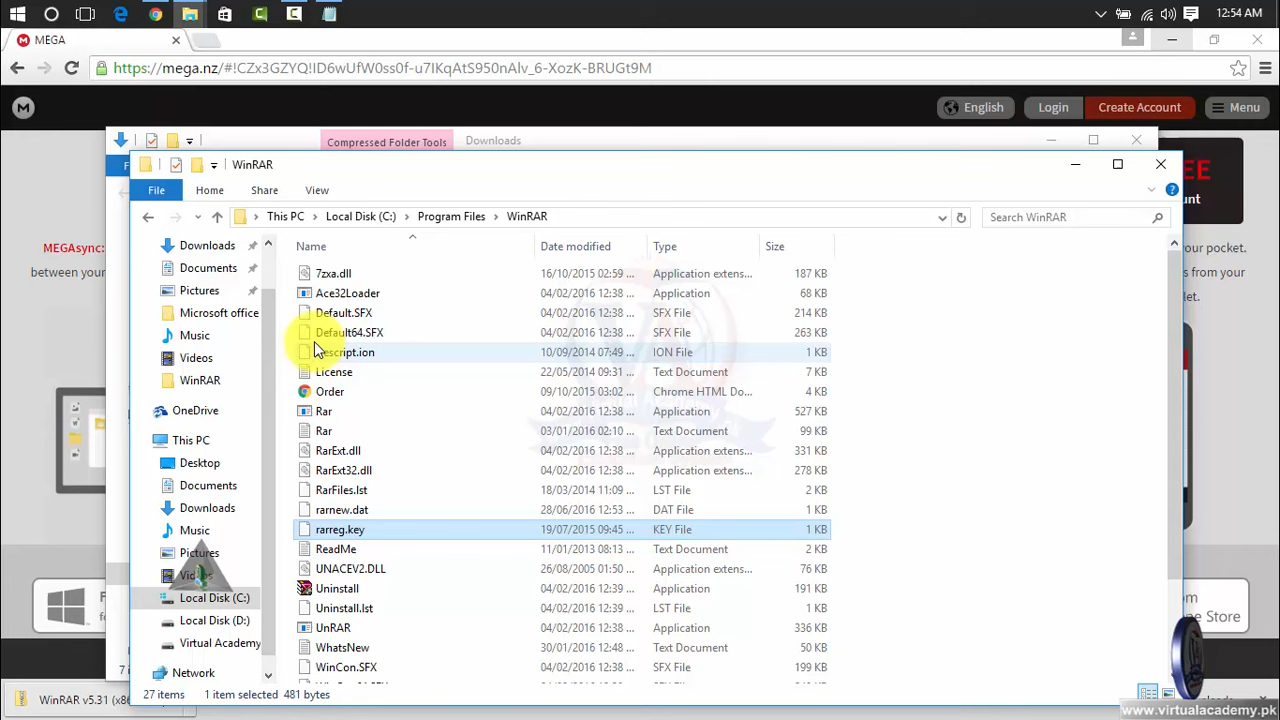 12:54 AM
MEGA
https://mega.nz/#!CZx3GZYQ!ID6wUfW0ss0f-u7IKqAtS950nAlv_6-XozK-BRUGt9M
English Login Create Account Menu
Compressed Folder Tools Downloads
WinRAR
File Home Share View
This PC Local Disk (C:) Program Files WinRAR Search WinRAR
Name Date modified Type Size
Downloads
Documents
Pictures
Microsoft office
Music
Videos
WinRAR
OneDrive
This PC
Desktop
Documents
Downloads
Music
Pictures
Local Disk (C:)
Local Disk (D:)
Virtual Academy
Network
7zxa.dll 16/10/2015 02:59 ... Application extens... 187 KB
Ace32Loader 04/02/2016 12:38 ... Application 68 KB
Default.SFX 04/02/2016 12:38 ... SFX File 214 KB
Default64.SFX 04/02/2016 12:38 ... SFX File 263 KB
escript.ion 10/09/2014 07:49 ... ION File 1 KB
License 22/05/2014 09:31 ... Text Document 7 KB
Order 09/10/2015 03:02 ... Chrome HTML Do... 4 KB
Rar 04/02/2016 12:38 ... Application 527 KB
Rar 03/01/2016 02:10 ... Text Document 99 KB
RarExt.dll 04/02/2016 12:38 ... Application extens... 331 KB
RarExt32.dll 04/02/2016 12:38 ... Application extens... 278 KB
RarFiles.lst 18/03/2014 11:09 ... LST File 2 KB
rarnew.dat 28/06/2016 12:53 ... DAT File 2 KB
rarreg.key 19/07/2015 09:45 ... KEY File 1 KB
ReadMe 11/01/2013 08:13 ... Text Document 2 KB
UNACEV2.DLL 26/08/2005 01:50 ... Application extens... 76 KB
Uninstall 04/02/2016 12:38 ... Application 191 KB
Uninstall.lst 04/02/2016 12:38 ... LST File 1 KB
UnRAR 04/02/2016 12:38 ... Application 336 KB
WhatsNew 30/01/2016 12:48 ... Text Document 50 KB
WinCon.SFX 04/02/2016 12:38 ... SFX File 199 KB
27 items 1 item selected 481 bytes
MEGAsync:
between your
EE
unt
your pocket.
es from your
let.
om
e Store
WinRAR v5.31 (x86
www.virtualacademy.pk